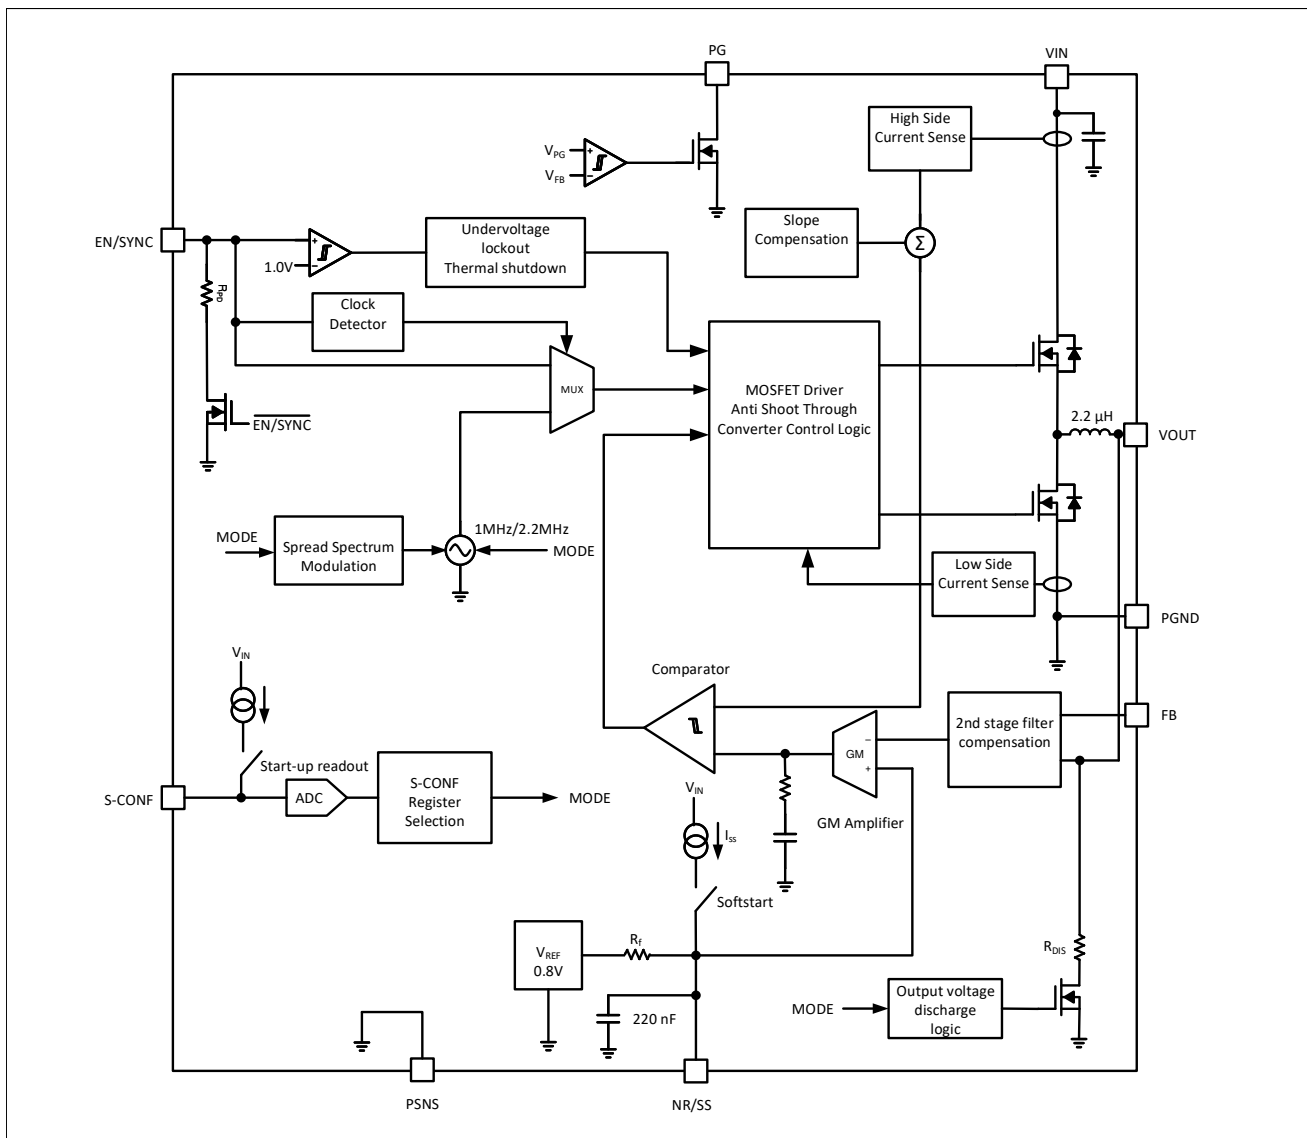 PG
VIN
High Side
Current Sense
V_PG
+
V_FB
−
Slope
Compensation
Σ
EN/SYNC
+
1.0V
−
Undervoltage
lockout
Thermal shutdown
R_PD
Clock
Detector
MUX
EN/SYNC
MOSFET Driver
Anti Shoot Through
Converter Control Logic
2.2 µH
VOUT
MODE
Spread Spectrum
Modulation
1MHz/2.2MHz
MODE
Low Side
Current Sense
PGND
V_IN
Comparator
FB
2nd stage filter
compensation
GM
−
+
GM Amplifier
Start-up readout
S-CONF
ADC
S-CONF
Register
Selection
MODE
V_IN
I_SS
Softstart
V_REF
0.8V
R_f
220 nF
R_DIS
MODE
Output voltage
discharge
logic
PSNS
NR/SS